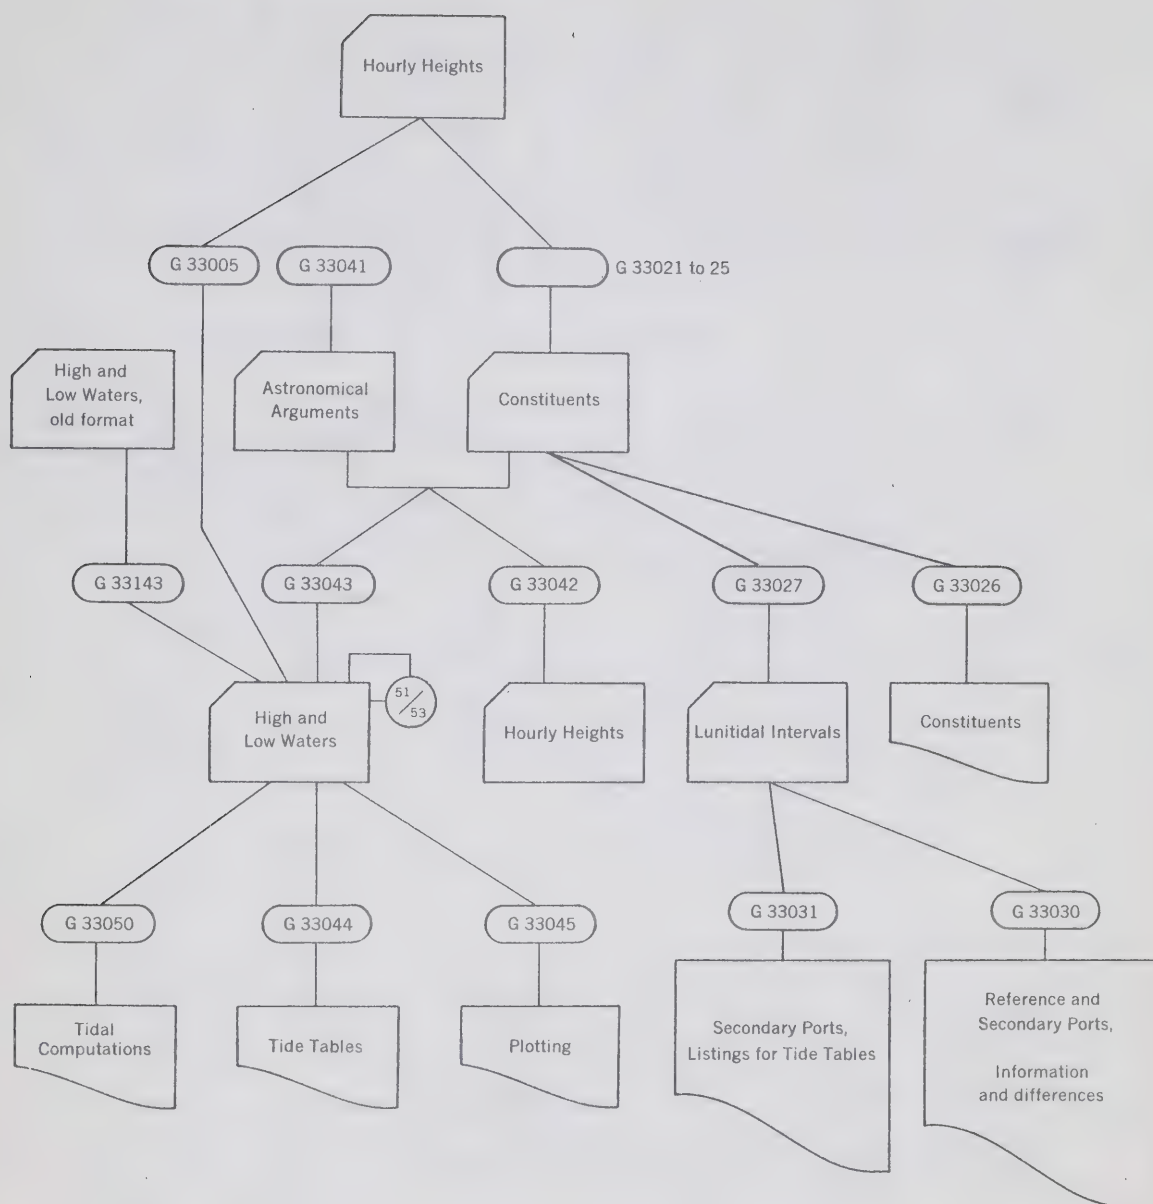 Hourly Heights
G 33005
G 33041
G 33021 to 25
High and
Low Waters,
old format
Astronomical
Arguments
Constituents
G 33143
G 33043
G 33042
G 33027
G 33026
High and
Low Waters
51/53
Hourly Heights
Lunitidal Intervals
Constituents
G 33050
G 33044
G 33045
G 33031
G 33030
Tidal
Computations
Tide Tables
Plotting
Secondary Ports,
Listings for Tide Tables
Reference and
Secondary Ports,
Information
and differences